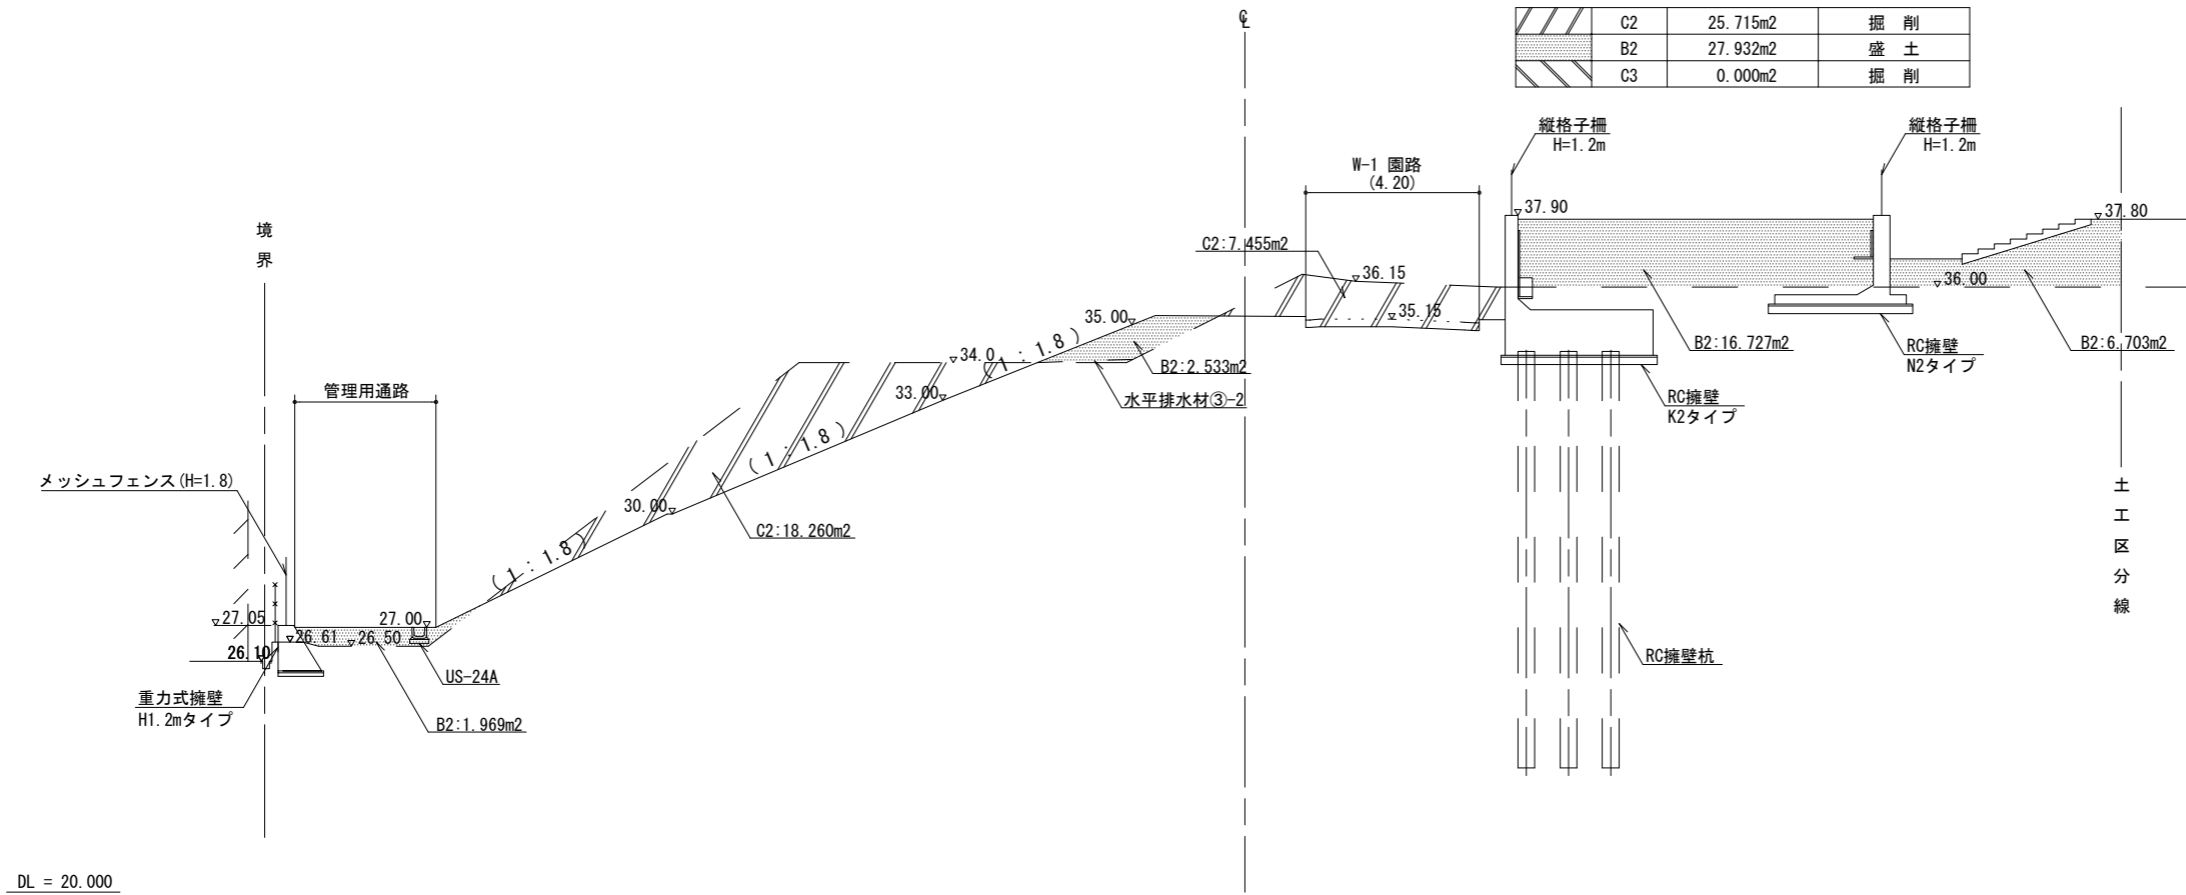 ℄
C2 25.715m2 掘 削
B2 27.932m2 盛 土
C3 0.000m2 掘 削
縦格子柵
H=1.2m
縦格子柵
H=1.2m
W-1 園路
(4.20)
37.90
37.80
境界
C2:7.455m2
36.15
36.00
35.15
35.00
(1:1.8)
34.0
B2:16.727m2
B2:6.703m2
RC擁壁
N2タイプ
B2:2.533m2
水平排水材③-2
管理用通路
33.00
RC擁壁
K2タイプ
(1:1.8)
メッシュフェンス(H=1.8)
30.00
C2:18.260m2
土工区分線
(1:1.8)
27.05
27.00
26.61
26.50
26.10
US-24A
RC擁壁杭
重力式擁壁
H1.2mタイプ
B2:1.969m2
DL = 20.000